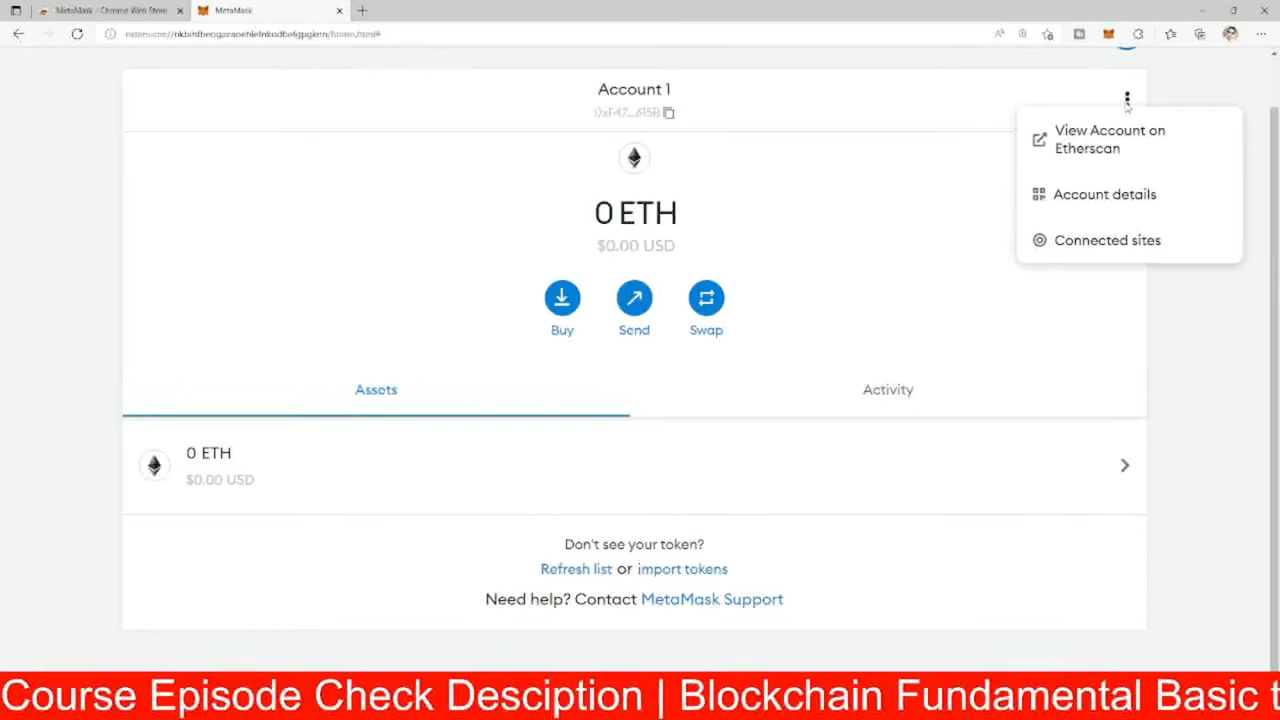 MetaMask - Chrome Web Store
MetaMask
Account 1
View Account on
Etherscan
Account details
Connected sites
0 ETH
$0.00 USD
Buy
Send
Swap
Assets
Activity
0 ETH
$0.00 USD
Don't see your token?
Refresh list or import tokens
Need help? Contact MetaMask Support
Course Episode Check Desciption | Blockchain Fundamental Basic t